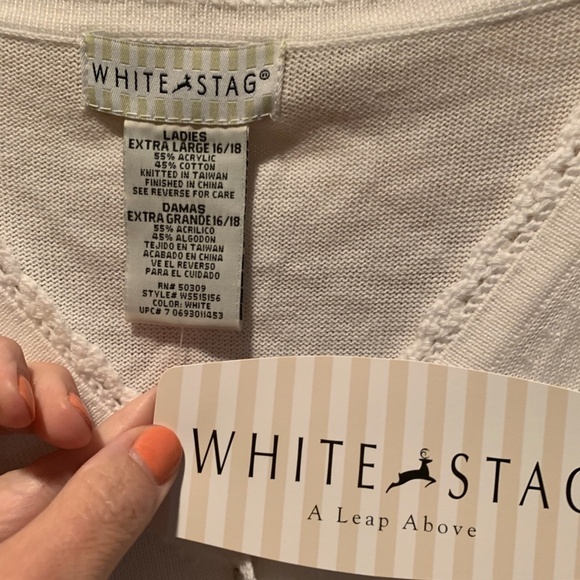 WHITE STAG®
LADIES
EXTRA LARGE 16/18
55% ACRYLIC
45% COTTON
KNITTED IN TAIWAN
FINISHED IN CHINA
SEE REVERSE FOR CARE
DAMAS
EXTRA GRANDE 16/18
55% ACRILICO
45% ALGODON
TEJIDO EN TAIWAN
ACABADO EN CHINA
VE EL REVERSO
PARA EL CUIDADO
RN# 50309
STYLE# WS515156
COLOR: WHITE
UPC# 7 0693011453
WHITE STAG
A Leap Above